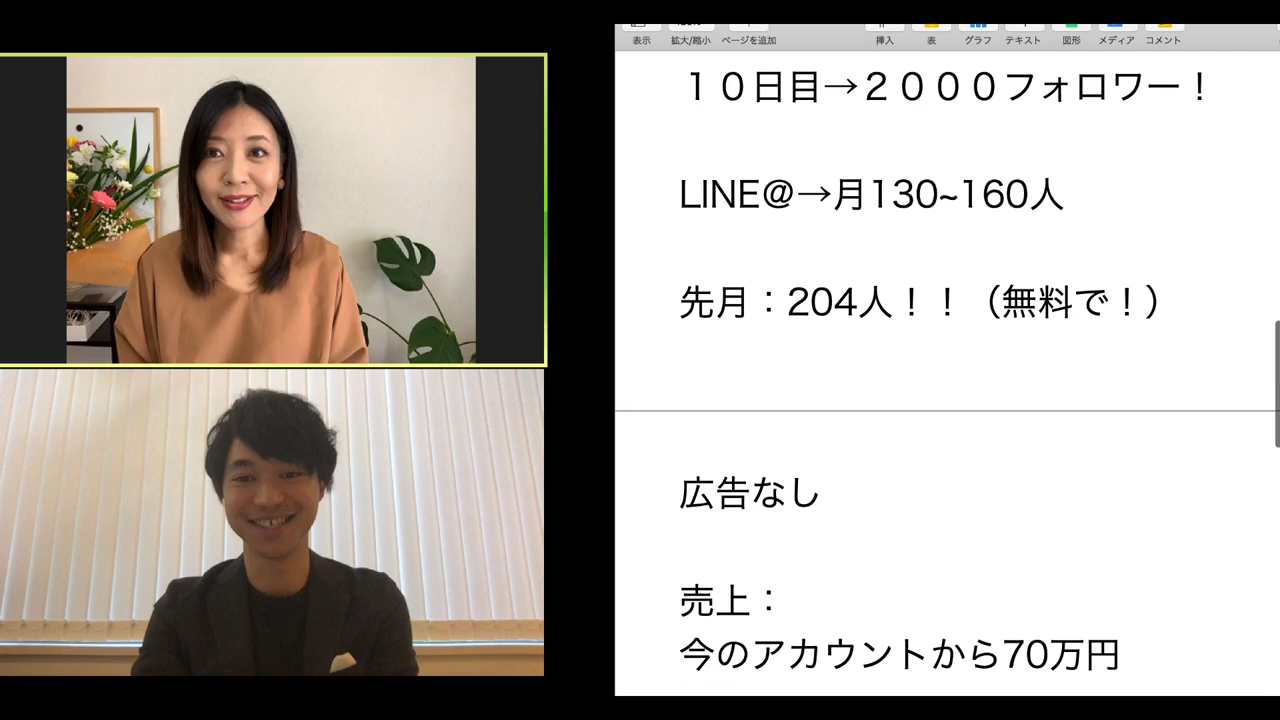 表示
拡大/縮小
ページを追加
挿入
表
グラフ
テキスト
図形
メディア
コメント
１０日目→２０００フォロワー！
LINE@→月130~160人
先月：204人！！（無料で！）
広告なし
売上：
今のアカウントから70万円